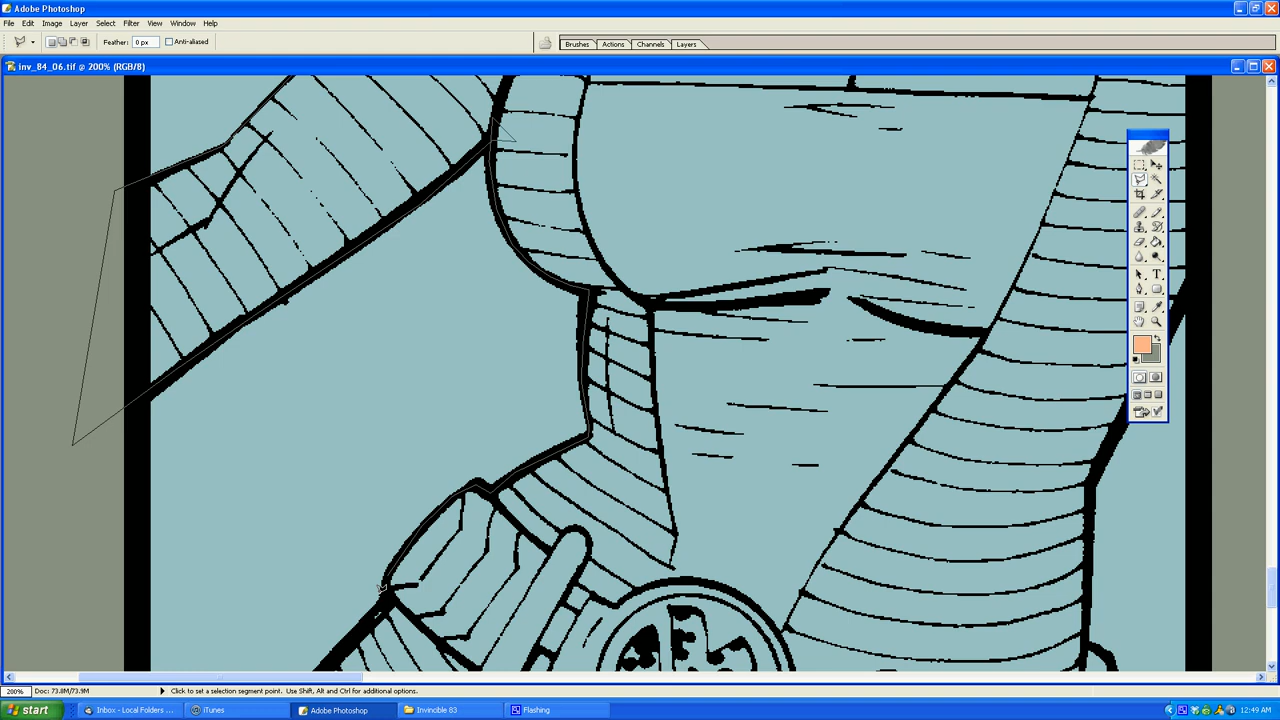 Adobe Photoshop
File Edit Image Layer Select Filter View Window Help
Feather: 0 px Anti-aliased
Brushes Actions Channels Layers
inv_84_06.tif @ 200% (RGB/8)
T
200% Doc: 73.8M/73.9M Click to set a selection segment point. Use Shift, Alt and Ctrl for additional options.
start Inbox - Local Folders ... iTunes Adobe Photoshop Invincible 83 Flashing 12:49 AM